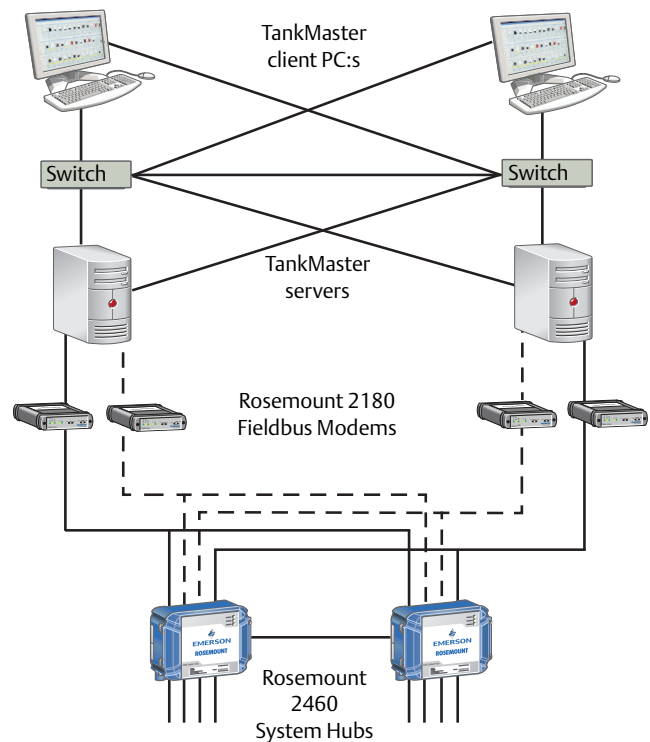 TankMaster
client PC:s
Switch
Switch
TankMaster
servers
Rosemount 2180
Fieldbus Modems
EMERSON
ROSEMOUNT
EMERSON
ROSEMOUNT
Rosemount
2460
System Hubs